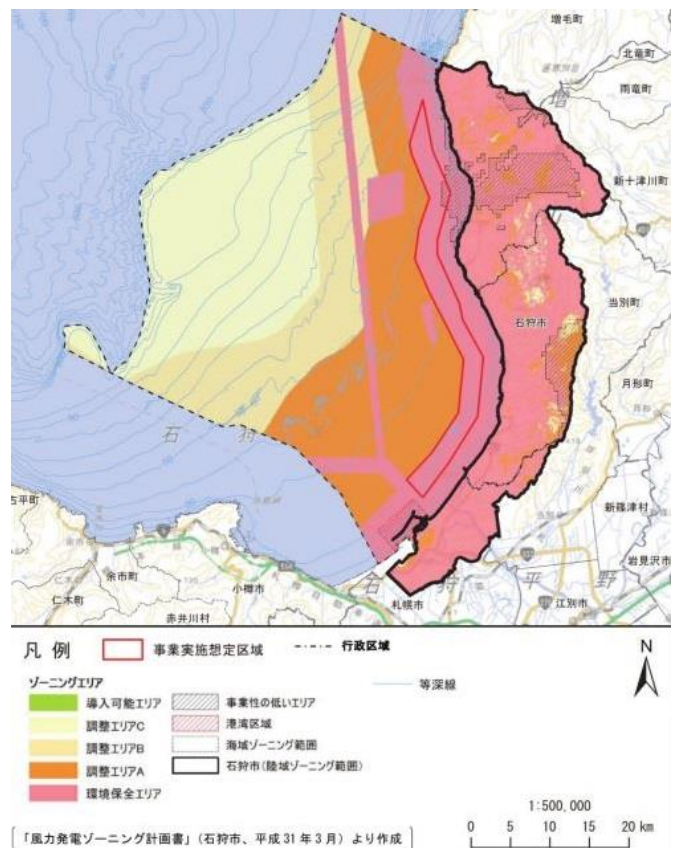 増毛町
北竜町
雨竜町
増
新十津川町
当別町
石狩市
月形町
石 狩
新篠津村
古平町
岩見沢市
余市町
小樽市
石 狩 平 野
仁木町
赤井川村
札幌市
江別市
凡 例
事業実施想定区域
行政区域
N
ゾーニングエリア
等深線
導入可能エリア
事業性の低いエリア
調整エリアC
港湾区域
調整エリアB
海域ゾーニング範囲
調整エリアA
石狩市(陸域ゾーニング範囲)
環境保全エリア
1:500,000
0 5 10 15 20 km
「風力発電ゾーニング計画書」(石狩市、平成31年3月)より作成